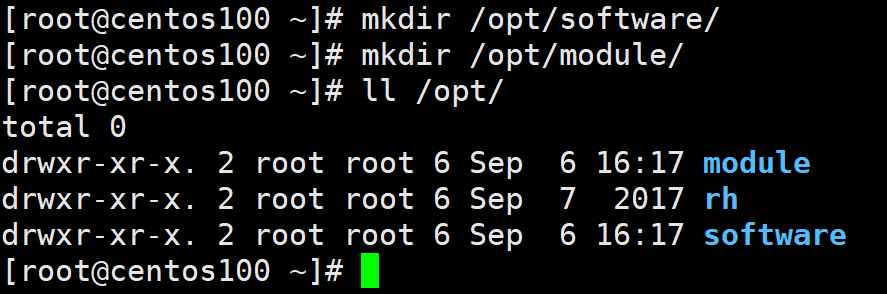 [root@centos100 ~]# mkdir /opt/software/
[root@centos100 ~]# mkdir /opt/module/
[root@centos100 ~]# ll /opt/
total 0
drwxr-xr-x. 2 root root 6 Sep  6 16:17 module
drwxr-xr-x. 2 root root 6 Sep  7  2017 rh
drwxr-xr-x. 2 root root 6 Sep  6 16:17 software
[root@centos100 ~]#